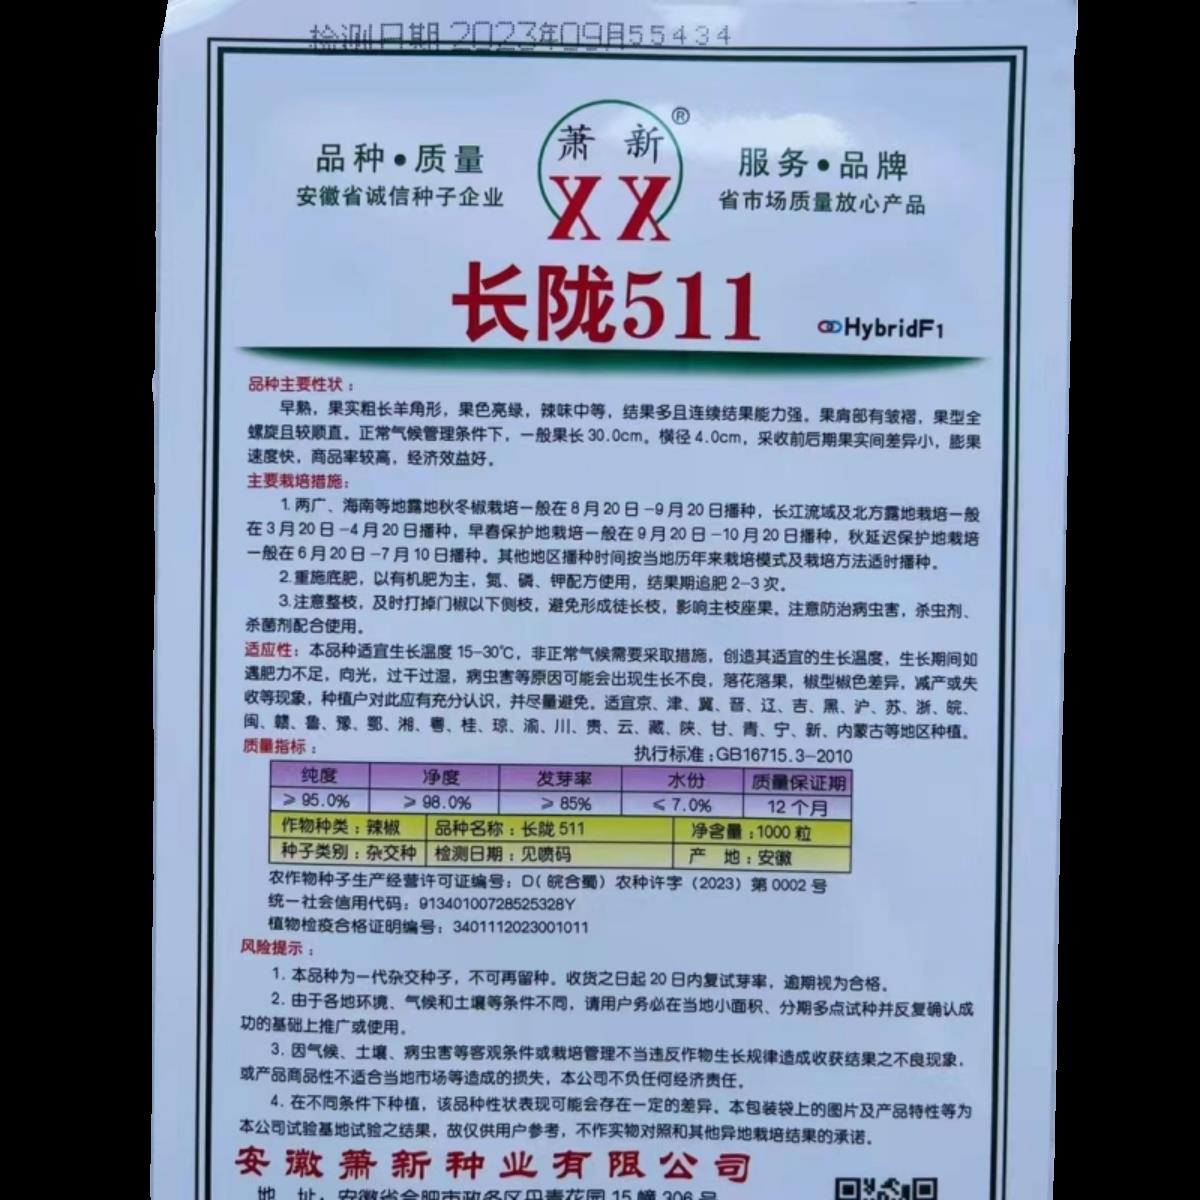 检测日期 2023年09月55434
萧 新 ®
品种•质量
服务•品牌
安徽省诚信种子企业
省市场质量放心产品
XX
长陇511
HybridF1
品种主要性状：
早熟，果实粗长羊角形，果色亮绿，辣味中等，结果多且连续结果能力强。果肩部有皱褶，果型全
螺旋且较顺直。正常气候管理条件下，一般果长30.0cm。横径4.0cm，采收前后期果实间差异小，膨果
速度快，商品率较高，经济效益好。
主要栽培措施：
1.两广、海南等地露地秋冬椒栽培一般在8月20日-9月20日播种，长江流域及北方露地栽培一般
在3月20日-4月20日播种，早春保护地栽培一般在9月20日-10月20日播种，秋延迟保护地栽培
一般在6月20日-7月10日播种。其他地区播种时间按当地历年来栽培模式及栽培方法适时播种。
2.重施底肥，以有机肥为主，氮、磷、钾配方使用，结果期追肥2-3次。
3.注意整枝，及时打掉门椒以下侧枝，避免形成徒长枝，影响主枝座果。注意防治病虫害，杀虫剂、
杀菌剂配合使用。
适应性：本品种适宜生长温度15-30℃，非正常气候需要采取措施，创造其适宜的生长温度，生长期间如
遇肥力不足，向光，过干过湿，病虫害等原因可能会出现生长不良，落花落果，椒型椒色差异，减产或失
收等现象，种植户对此应有充分认识，并尽量避免。适宜京、津、冀、晋、辽、吉、黑、沪、苏、浙、皖、
闽、赣、鲁、豫、鄂、湘、粤、桂、琼、渝、川、贵、云、藏、陕、甘、青、宁、新、内蒙古等地区种植。
质量指标：
执行标准：GB16715.3-2010
纯度 净度 发芽率 水份 质量保证期
≥95.0% ≥98.0% ≥85% ≤7.0% 12个月
作物种类：辣椒 品种名称：长陇511 净含量：1000粒
种子类别：杂交种 检测日期：见喷码 产 地：安徽
农作物种子生产经营许可证编号：D（皖合蜀）农种许字（2023）第0002号
统一社会信用代码：91340100728525328Y
植物检疫合格证明编号：3401112023001011
风险提示：
1. 本品种为一代杂交种子，不可再留种。收货之日起20日内复试芽率，逾期视为合格。
2. 由于各地环境、气候和土壤等条件不同，请用户务必在当地小面积、分期多点试种并反复确认成
功的基础上推广或使用。
3. 因气候、土壤、病虫害等客观条件或栽培管理不当违反作物生长规律造成收获结果之不良现象，
或产品商品性不适合当地市场等造成的损失，本公司不负任何经济责任。
4. 在不同条件下种植，该品种性状表现可能会存在一定的差异。本包装袋上的图片及产品特性等为
本公司试验基地试验之结果，故仅供用户参考，不作实物对照和其他异地栽培结果的承诺。
安徽萧新种业有限公司
地 址：安徽省合肥市政务区丹青花园15幢306号